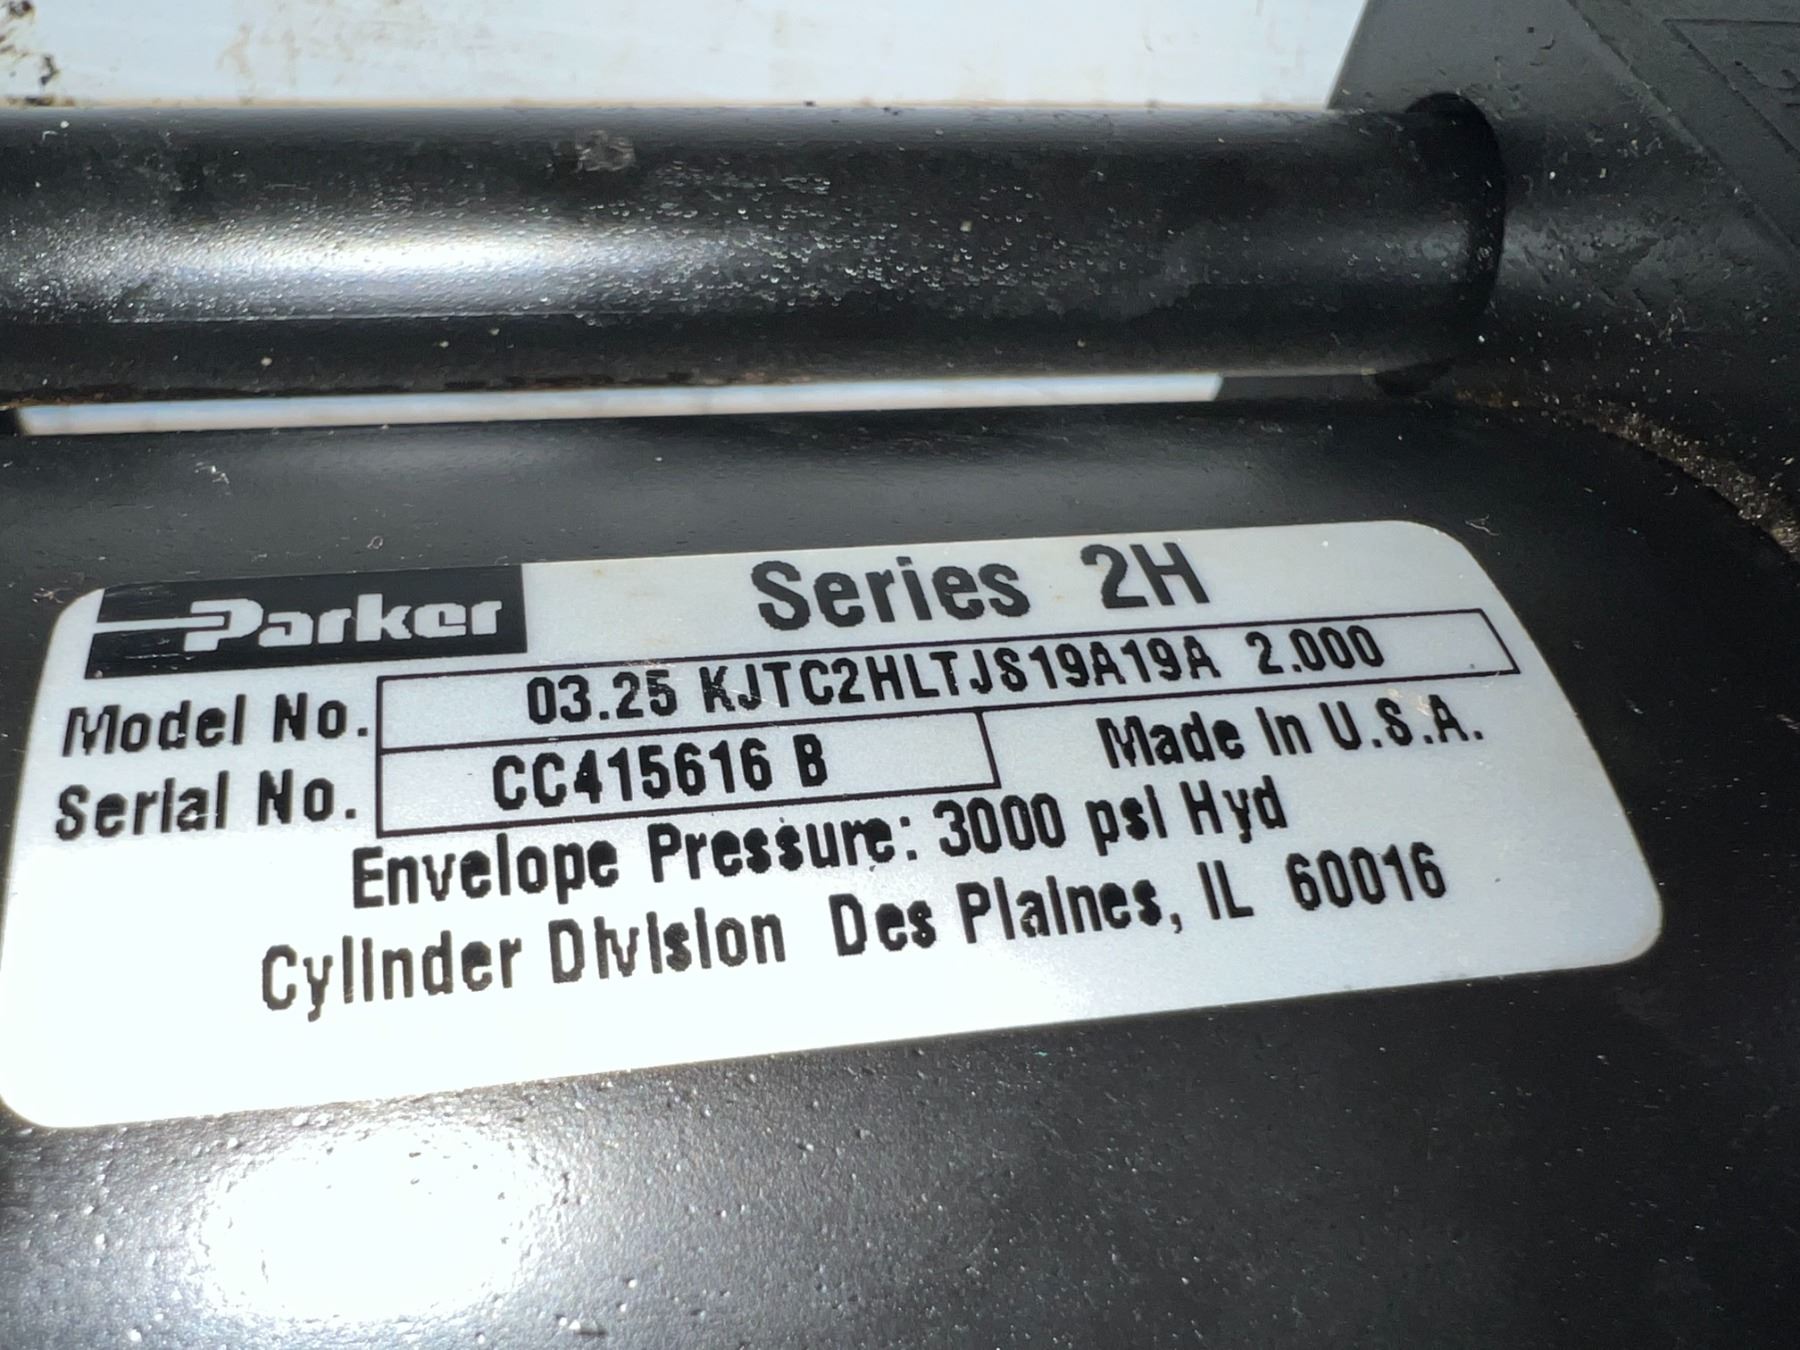 Parker
Series 2H
Model No. 03.25 KJTC2HLTJS19A19A 2.000
Serial No. CC415616 B
Made In U.S.A.
Envelope Pressure: 3000 psi Hyd
Cylinder Division Des Plaines, IL 60016